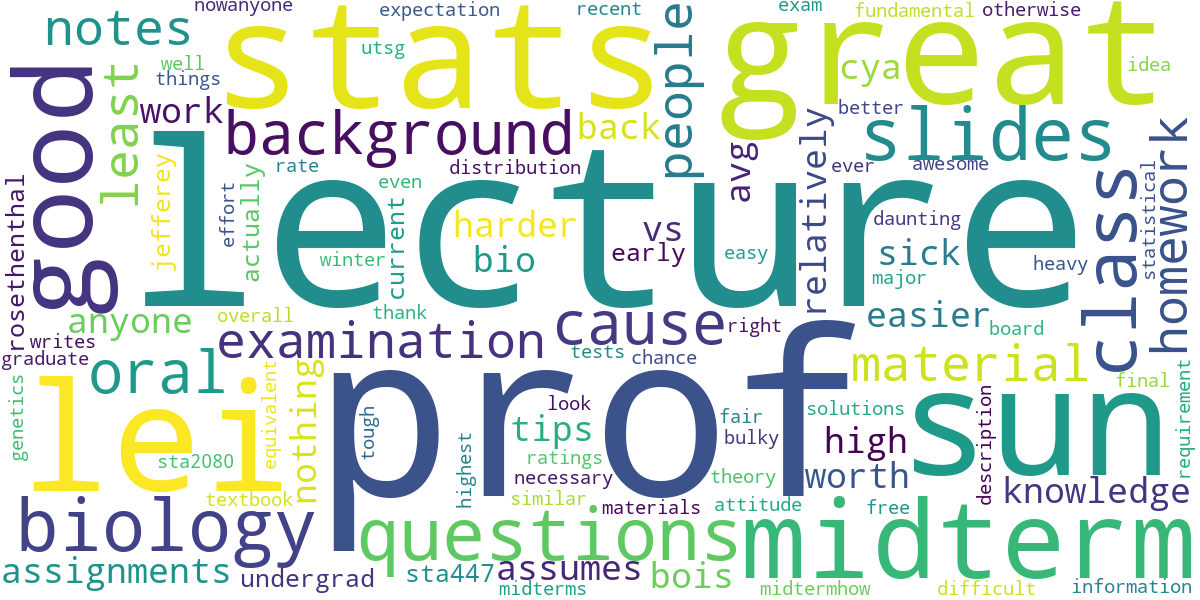 nowanyone
expectation
recent
exam
fundamental
otherwise
notes
stats
utsg
people
great
cya
idea
well
things
good
least
work
background
back
better
slides
homework
class
lecture
jefferey
rate
distribution
avg
relatively
ever
awesome
statistical
rosethenthal
effort
actually
even
current
harder
vs
daunting
bio
early
easy
sick
heavy
winter
major
anyone
overall
thank
cause
right
easier
board
writes
graduate
examination
tests
chance
material
oral
prof
sun
final
requirement
genetics
lei
equivalent
nothing
tough
look
tips
fair
bulky
solutions
high
description
sta2080
highest
ratings
necessary
theory
worth
knowledge
textbook
similar
materials
attitude
free
biology
questions
midterm
assignments
undergrad
sta447
assumes
bois
midterms
midtermhow
difficult
information